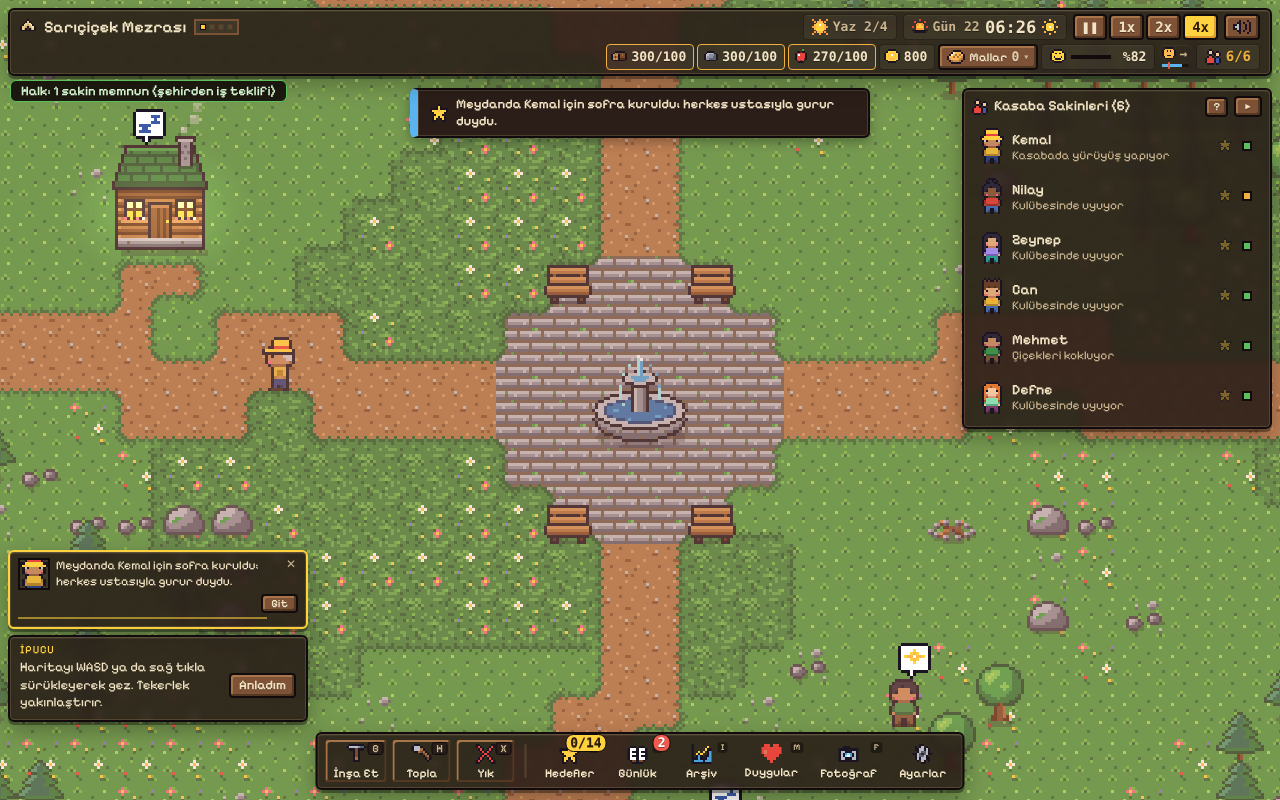 Sarıçiçek Mezrası
Yaz 2/4
Gün 22 06:26
1x
2x
4x
300/100
300/100
270/100
800
Mallar 0
%82
6/6
Halk: 1 sakin memnun (şehirden iş teklifi)
Meydanda Kemal için sofra kuruldu: herkes ustasıyla gurur
duydu.
Kasaba Sakinleri (6)
?
Kemal
Kasabada yürüyüş yapıyor
Nilay
Kulübesinde uyuyor
Zeynep
Kulübesinde uyuyor
Can
Kulübesinde uyuyor
Mehmet
Çiçekleri kokluyor
Defne
Kulübesinde uyuyor
Meydanda Kemal için sofra kuruldu:
herkes ustasıyla gurur duydu.
Git
İPUCU
Haritayı WASD ya da sağ tıkla
sürükleyerek gez. Tekerlek
yakınlaştırır.
Anladım
İnşa Et
Topla
H
Yık
X
0/14
Hedefler
2
Günlük
Arşiv
I
Duygular
M
Fotoğraf
F
Ayarlar